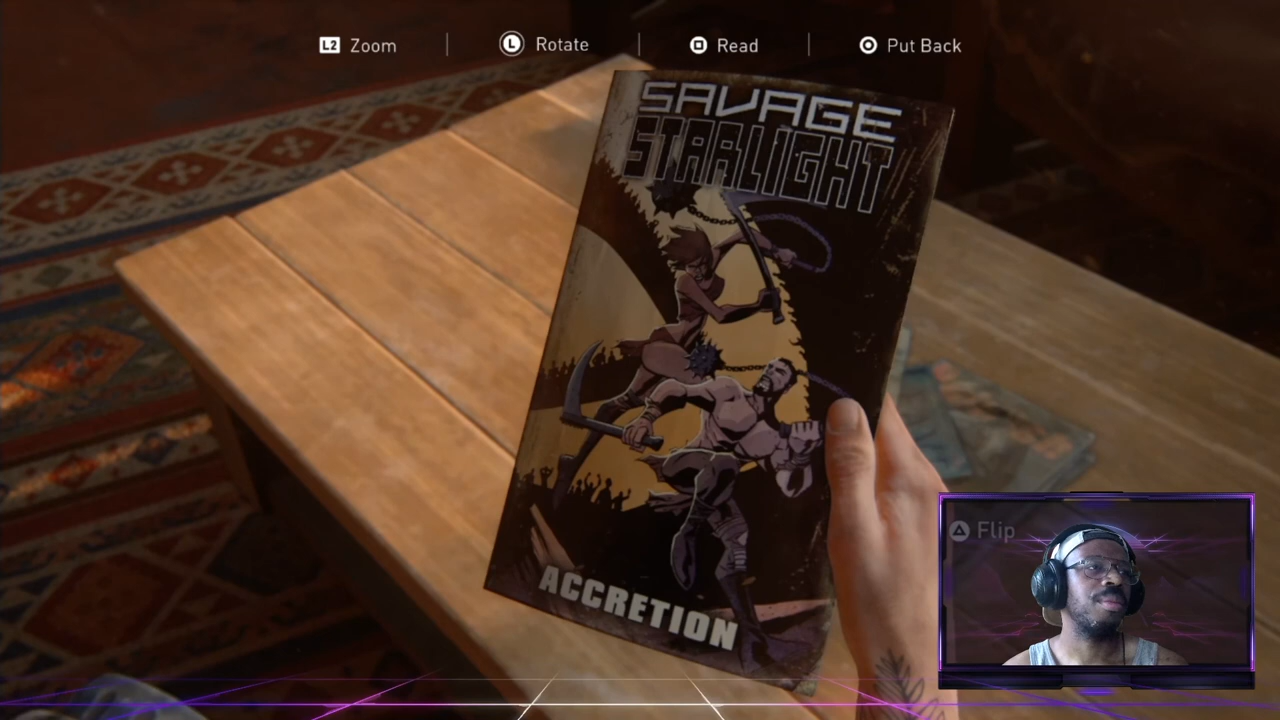 L2 Zoom
L Rotate
Read
Put Back
SAVAGE
STARLIGHT
ACCRETION
Flip